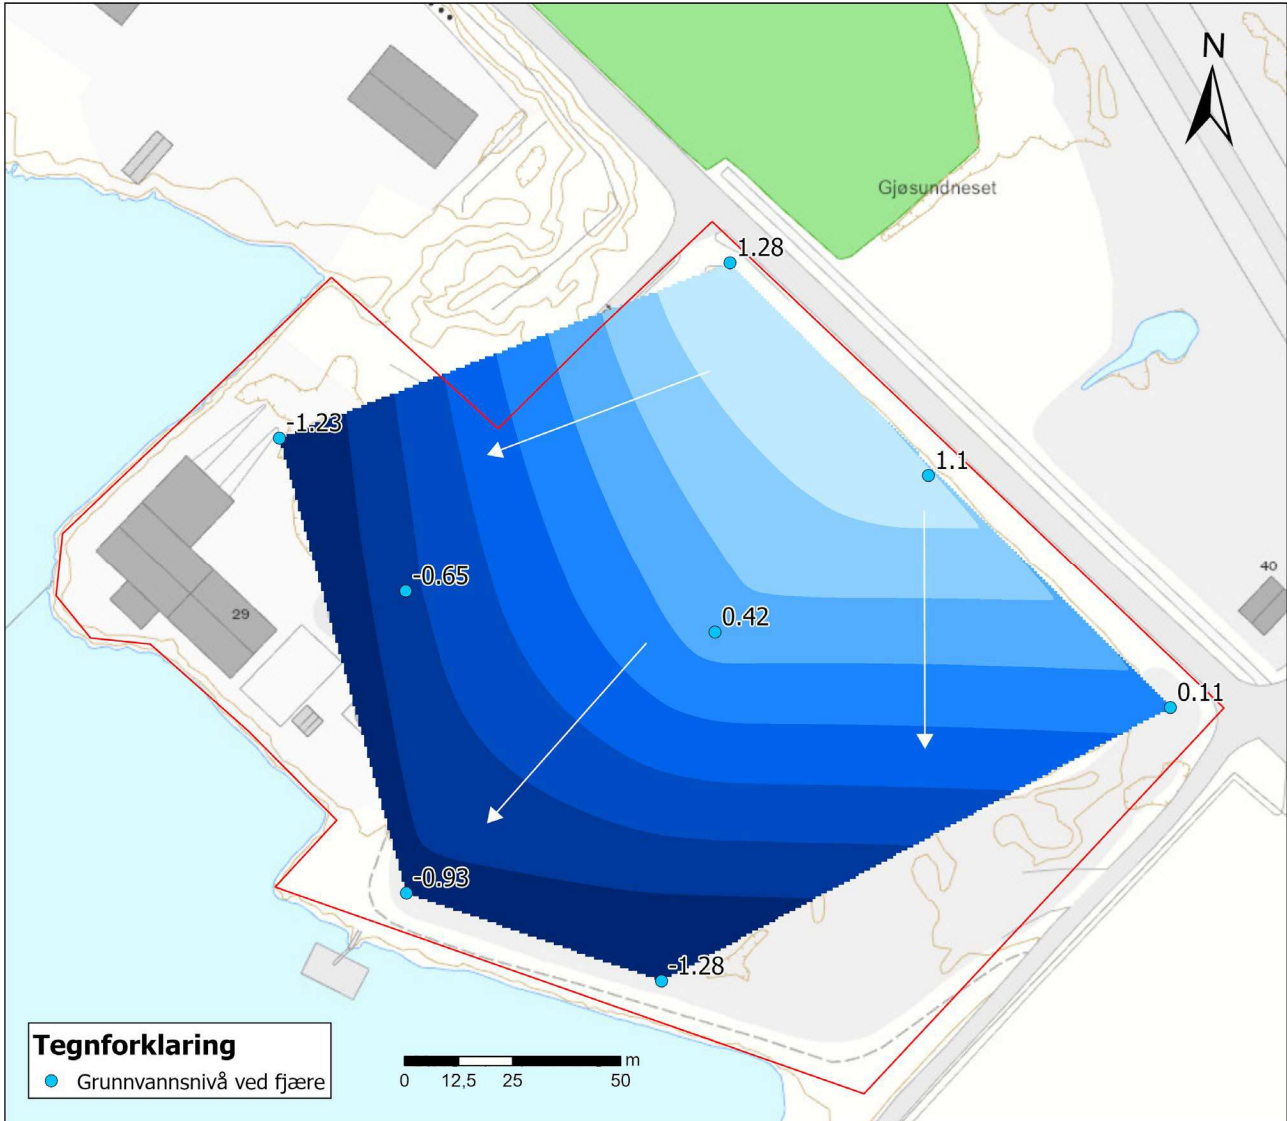 N
Gjøsundneset
1.28
-1.23
1.1
40
-0.65
29
0.42
0.11
-0.93
-1.28
Tegnforklaring
Grunnvannsnivå ved fjære
m
0 12,5 25 50